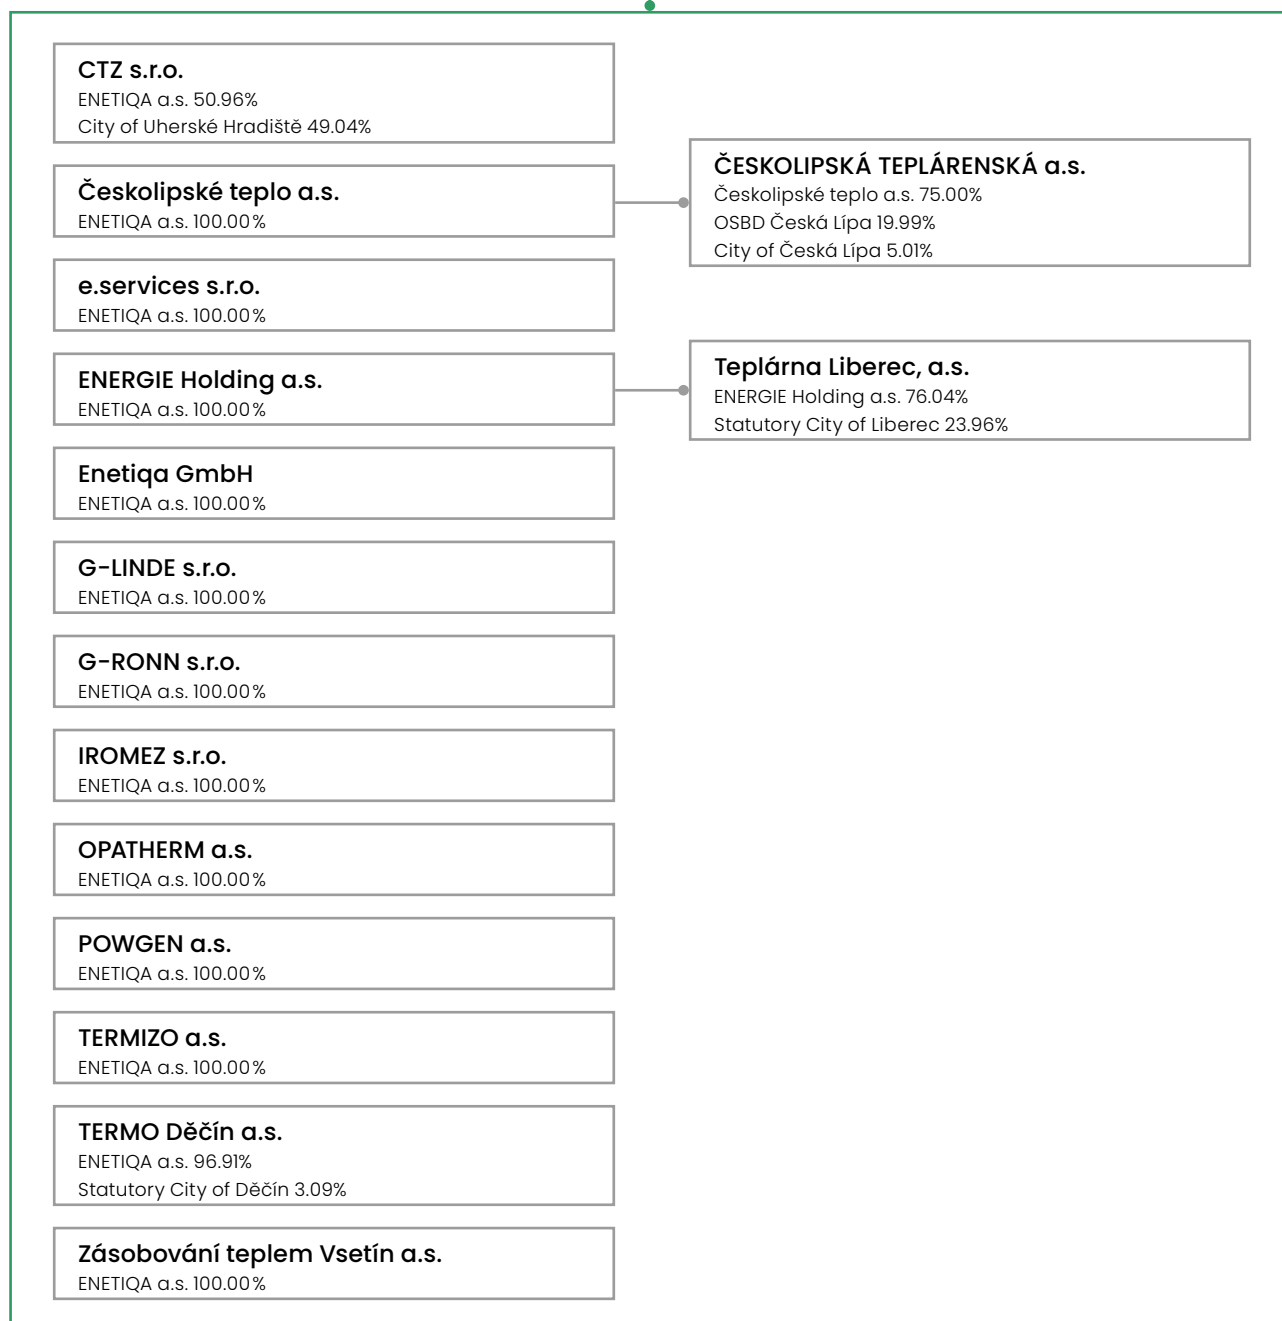 CTZ s.r.o.
ENETIQA a.s. 50.96%
City of Uherské Hradiště 49.04%
Českolipské teplo a.s.
ENETIQA a.s. 100.00%
ČESKOLIPSKÁ TEPLÁRENSKÁ a.s.
Českolipské teplo a.s. 75.00%
OSBD Česká Lípa 19.99%
City of Česká Lípa 5.01%
e.services s.r.o.
ENETIQA a.s. 100.00%
ENERGIE Holding a.s.
ENETIQA a.s. 100.00%
Teplárna Liberec, a.s.
ENERGIE Holding a.s. 76.04%
Statutory City of Liberec 23.96%
Enetiqa GmbH
ENETIQA a.s. 100.00%
G-LINDE s.r.o.
ENETIQA a.s. 100.00%
G-RONN s.r.o.
ENETIQA a.s. 100.00%
IROMEZ s.r.o.
ENETIQA a.s. 100.00%
OPATHERM a.s.
ENETIQA a.s. 100.00%
POWGEN a.s.
ENETIQA a.s. 100.00%
TERMIZO a.s.
ENETIQA a.s. 100.00%
TERMO Děčín a.s.
ENETIQA a.s. 96.91%
Statutory City of Děčín 3.09%
Zásobování teplem Vsetín a.s.
ENETIQA a.s. 100.00%